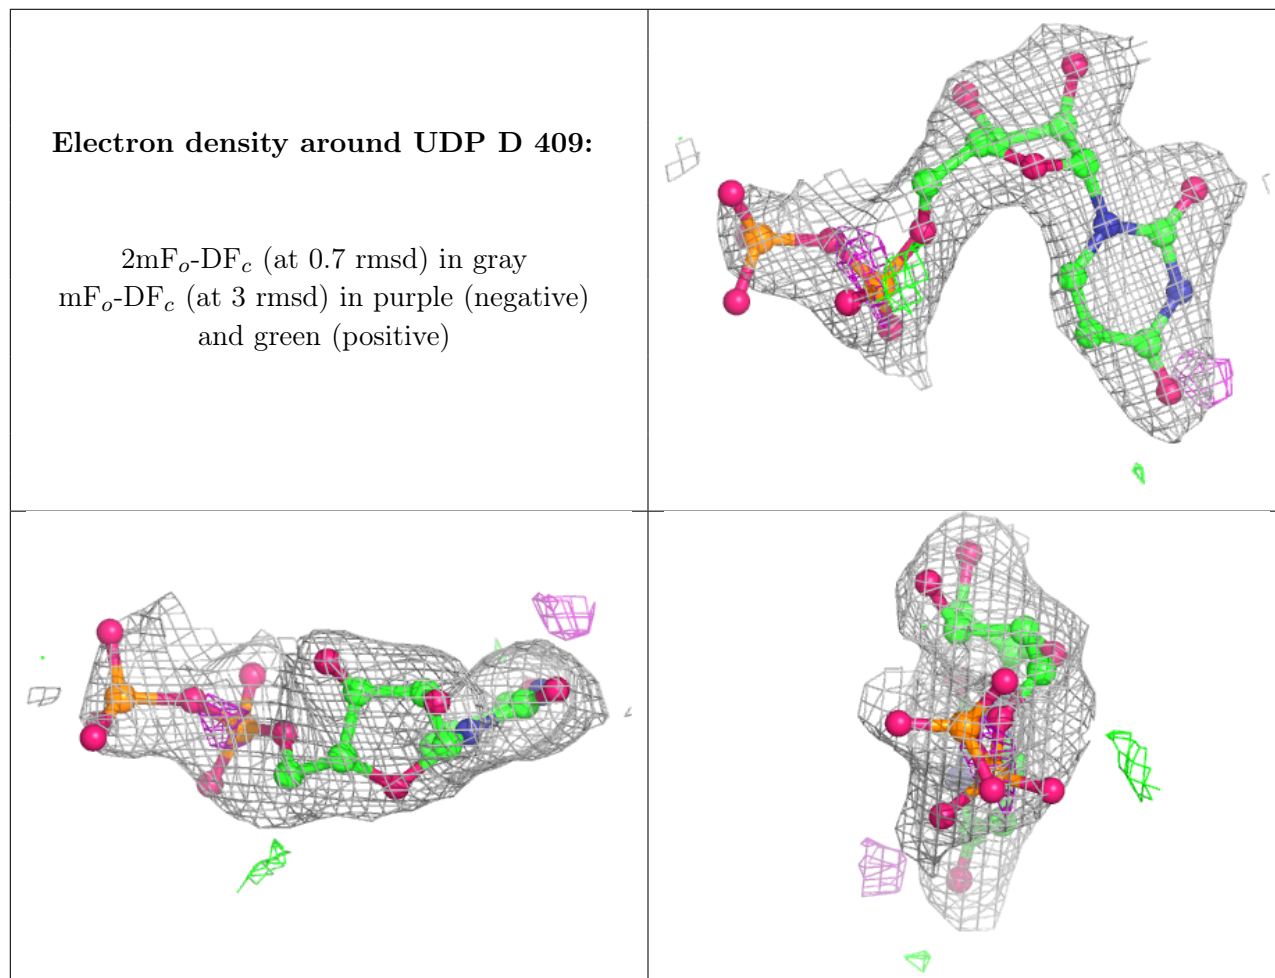 Electron density around UDP D 409:
2mFₒ-DF𝒸 (at 0.7 rmsd) in gray
mFₒ-DF𝒸 (at 3 rmsd) in purple (negative)
and green (positive)